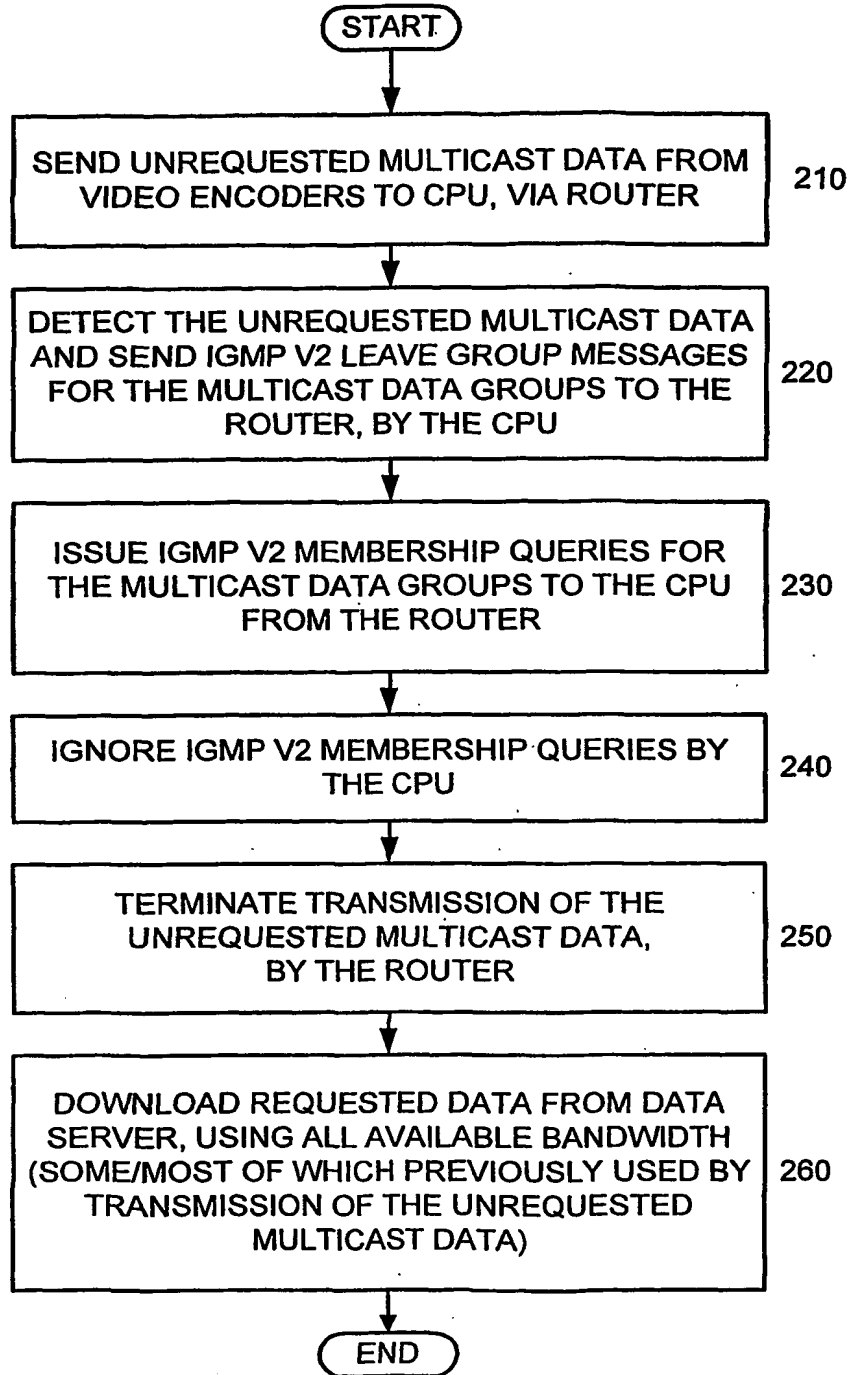 START
SEND UNREQUESTED MULTICAST DATA FROM
VIDEO ENCODERS TO CPU, VIA ROUTER
210
DETECT THE UNREQUESTED MULTICAST DATA
AND SEND IGMP V2 LEAVE GROUP MESSAGES
FOR THE MULTICAST DATA GROUPS TO THE
ROUTER, BY THE CPU
220
ISSUE IGMP V2 MEMBERSHIP QUERIES FOR
THE MULTICAST DATA GROUPS TO THE CPU
FROM THE ROUTER
230
IGNORE IGMP V2 MEMBERSHIP QUERIES BY
THE CPU
240
TERMINATE TRANSMISSION OF THE
UNREQUESTED MULTICAST DATA,
BY THE ROUTER
250
DOWNLOAD REQUESTED DATA FROM DATA
SERVER, USING ALL AVAILABLE BANDWIDTH
(SOME/MOST OF WHICH PREVIOUSLY USED BY
TRANSMISSION OF THE UNREQUESTED
MULTICAST DATA)
260
END